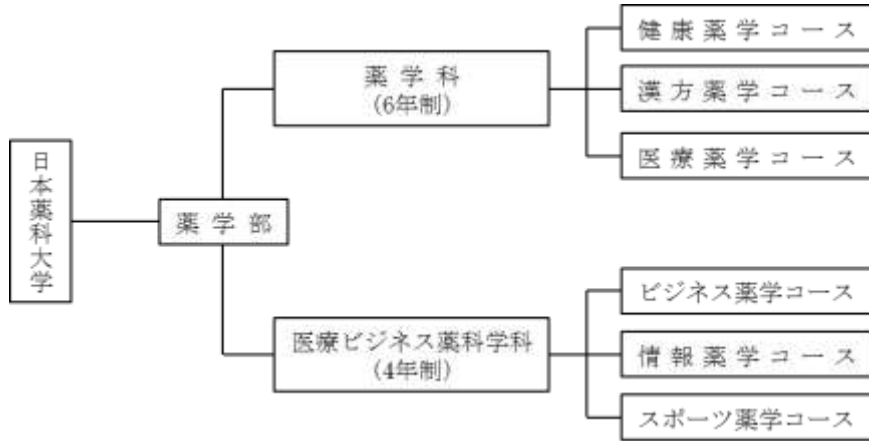 日本薬科大学
薬学部
薬学科
(6年制)
健康薬学コース
漢方薬学コース
医療薬学コース
医療ビジネス薬科学科
(4年制)
ビジネス薬学コース
情報薬学コース
スポーツ薬学コース